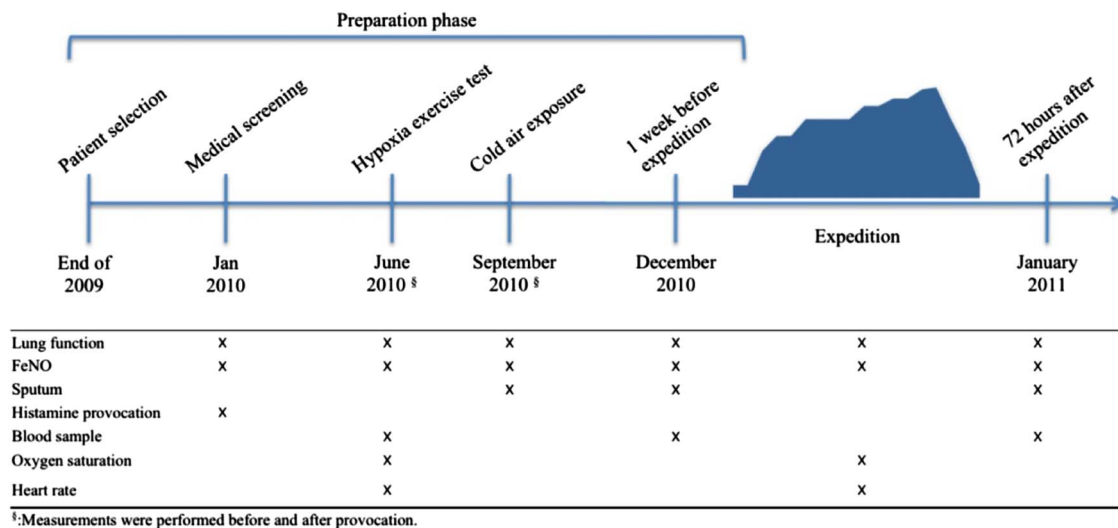 Preparation phase
Patient selection
Medical screening
Hypoxia exercise test
Cold air exposure
1 week before
expedition
72 hours after
expedition
Expedition
End of
2009
Jan
2010
June
2010 §
September
2010 §
December
2010
January
2011
Lung function x x x x x x
FeNO x x x x x x
Sputum x x x
Histamine provocation x
Blood sample x x x
Oxygen saturation x x
Heart rate x x
§:Measurements were performed before and after provocation.